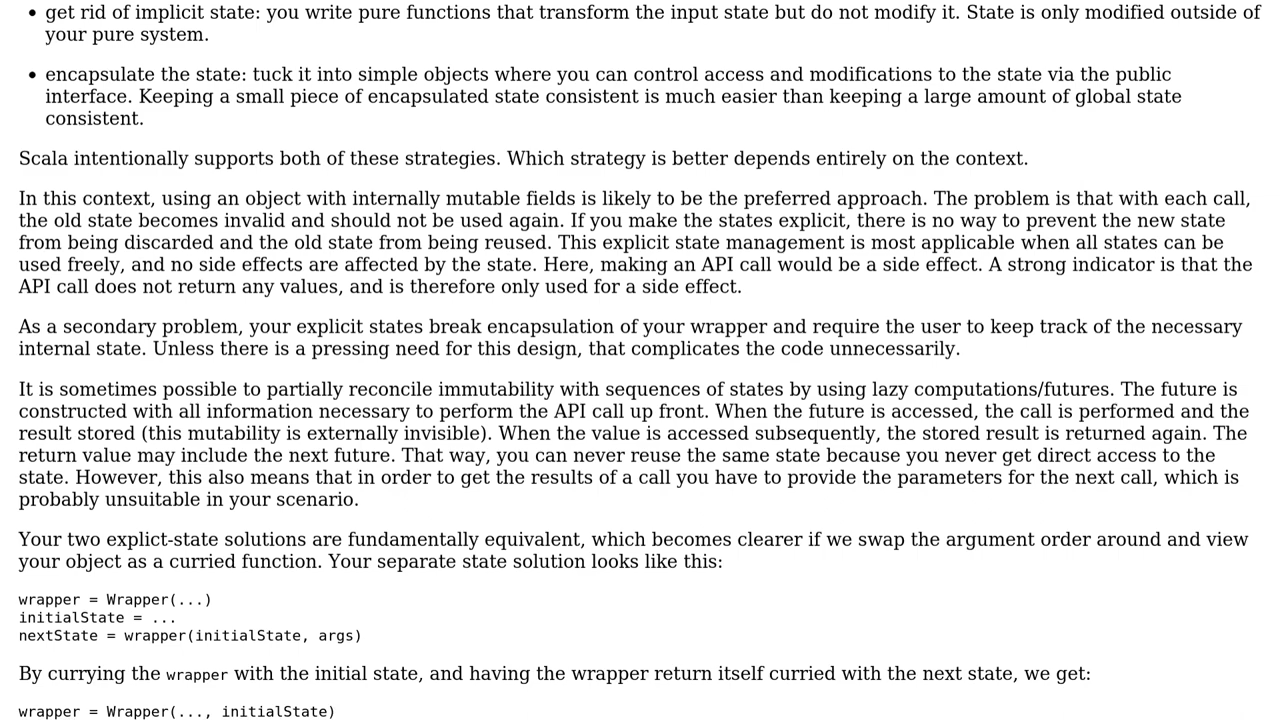 • get rid of implicit state: you write pure functions that transform the input state but do not modify it. State is only modified outside of
your pure system.
• encapsulate the state: tuck it into simple objects where you can control access and modifications to the state via the public
interface. Keeping a small piece of encapsulated state consistent is much easier than keeping a large amount of global state
consistent.
Scala intentionally supports both of these strategies. Which strategy is better depends entirely on the context.
In this context, using an object with internally mutable fields is likely to be the preferred approach. The problem is that with each call,
the old state becomes invalid and should not be used again. If you make the states explicit, there is no way to prevent the new state
from being discarded and the old state from being reused. This explicit state management is most applicable when all states can be
used freely, and no side effects are affected by the state. Here, making an API call would be a side effect. A strong indicator is that the
API call does not return any values, and is therefore only used for a side effect.
As a secondary problem, your explicit states break encapsulation of your wrapper and require the user to keep track of the necessary
internal state. Unless there is a pressing need for this design, that complicates the code unnecessarily.
It is sometimes possible to partially reconcile immutability with sequences of states by using lazy computations/futures. The future is
constructed with all information necessary to perform the API call up front. When the future is accessed, the call is performed and the
result stored (this mutability is externally invisible). When the value is accessed subsequently, the stored result is returned again. The
return value may include the next future. That way, you can never reuse the same state because you never get direct access to the
state. However, this also means that in order to get the results of a call you have to provide the parameters for the next call, which is
probably unsuitable in your scenario.
Your two explict-state solutions are fundamentally equivalent, which becomes clearer if we swap the argument order around and view
your object as a curried function. Your separate state solution looks like this:
wrapper = Wrapper(...)
initialState = ...
nextState = wrapper(initialState, args)
By currying the wrapper with the initial state, and having the wrapper return itself curried with the next state, we get:
wrapper = Wrapper(..., initialState)